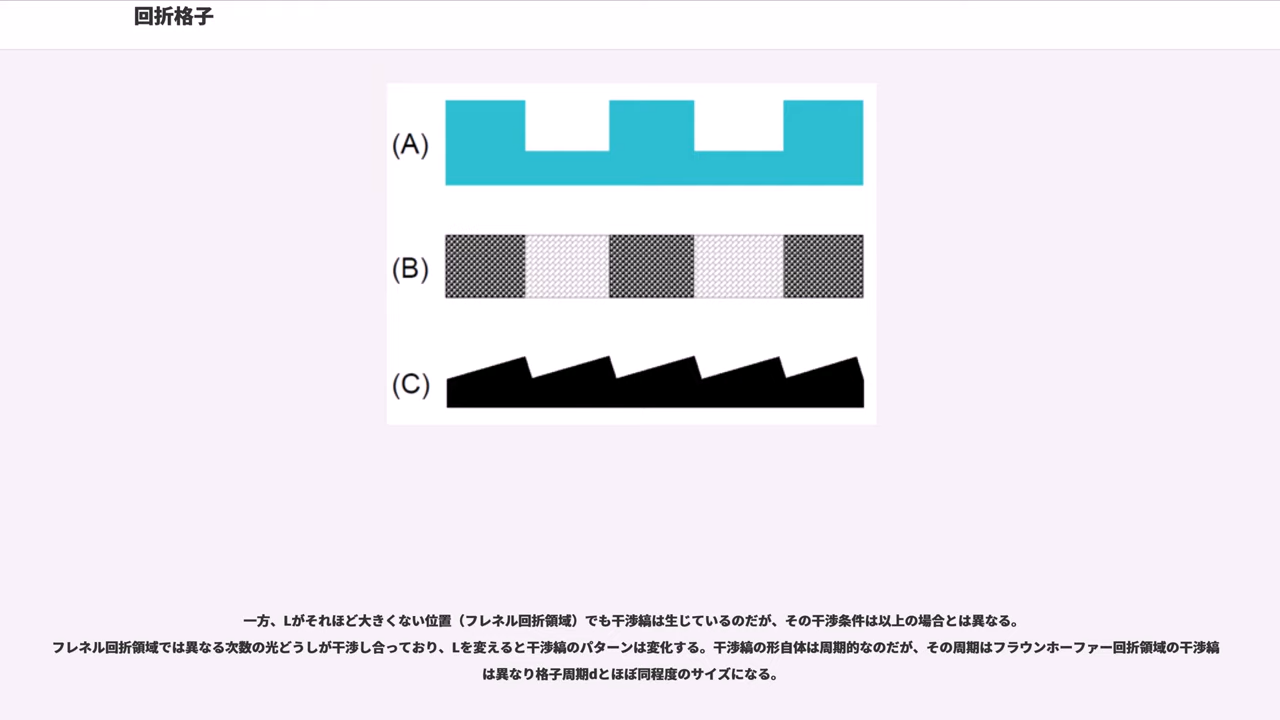 回折格子
(A)
(B)
(C)
一方、Lがそれほど大きくない位置（フレネル回折領域）でも干渉縞は生じているのだが、その干渉条件は以上の場合とは異なる。
フレネル回折領域では異なる次数の光どうしが干渉し合っており、Lを変えると干渉縞のパターンは変化する。干渉縞の形自体は周期的なのだが、その周期はフラウンホーファー回折領域の干渉縞
は異なり格子周期dとほぼ同程度のサイズになる。